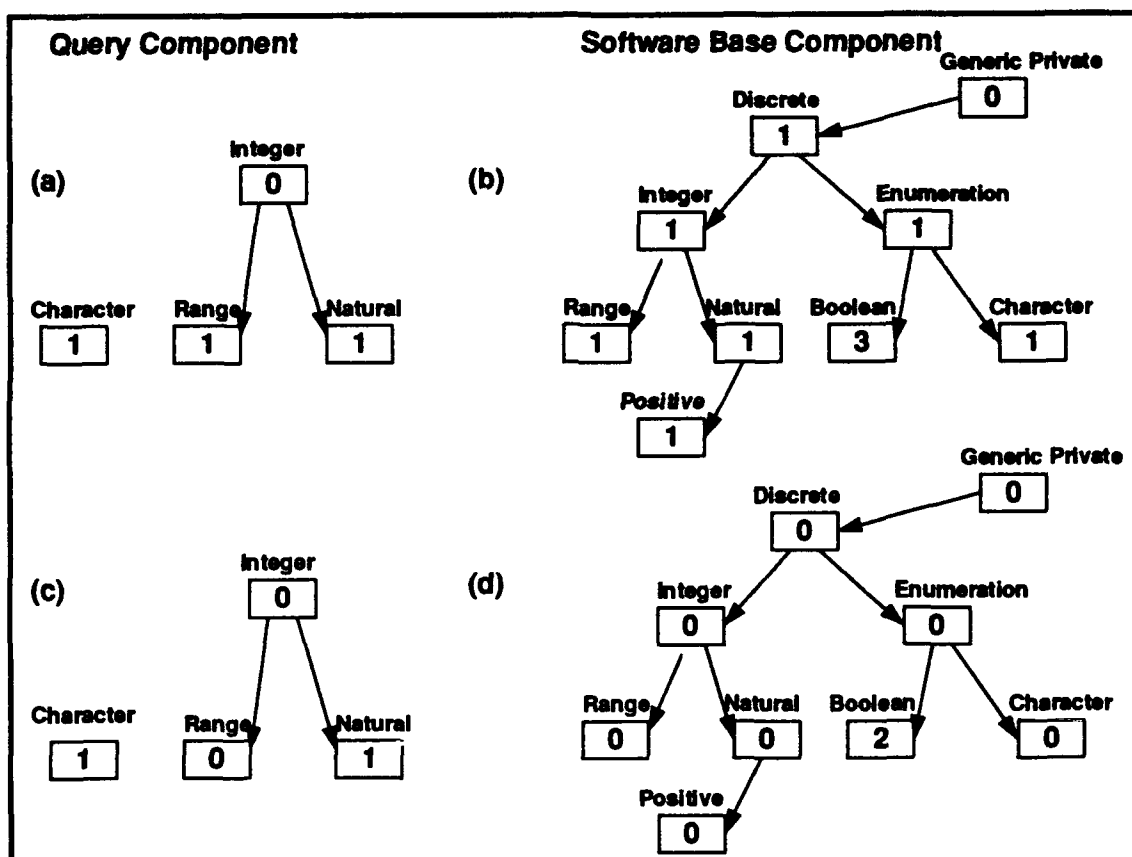 Query Component
Software Base Component
Generic Private
0
Discrete
1
(a)
Integer
0
(b)
Integer
1
Enumeration
1
Character
1
Range
1
Natural
1
Range
1
Natural
1
Boolean
3
Character
1
Positive
1
Generic Private
0
Discrete
0
(c)
Integer
0
(d)
Integer
0
Enumeration
0
Character
1
Range
0
Natural
1
Range
0
Natural
0
Boolean
2
Character
0
Positive
0